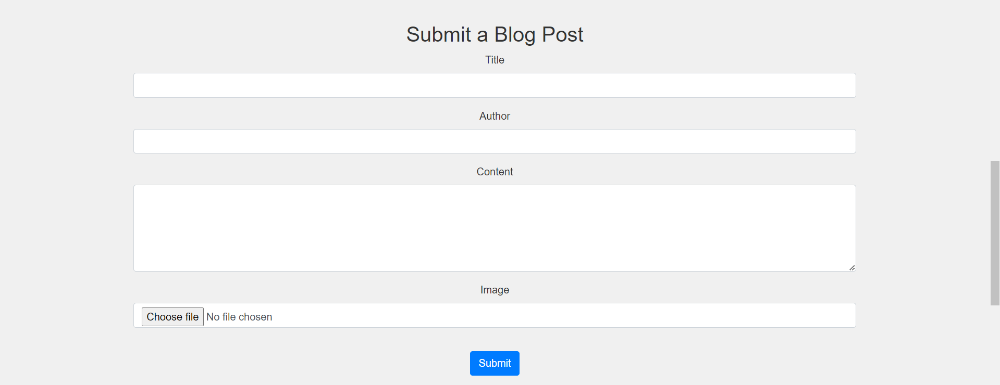 Submit a Blog Post
Title
Author
Content
Image
Choose file No file chosen
Submit